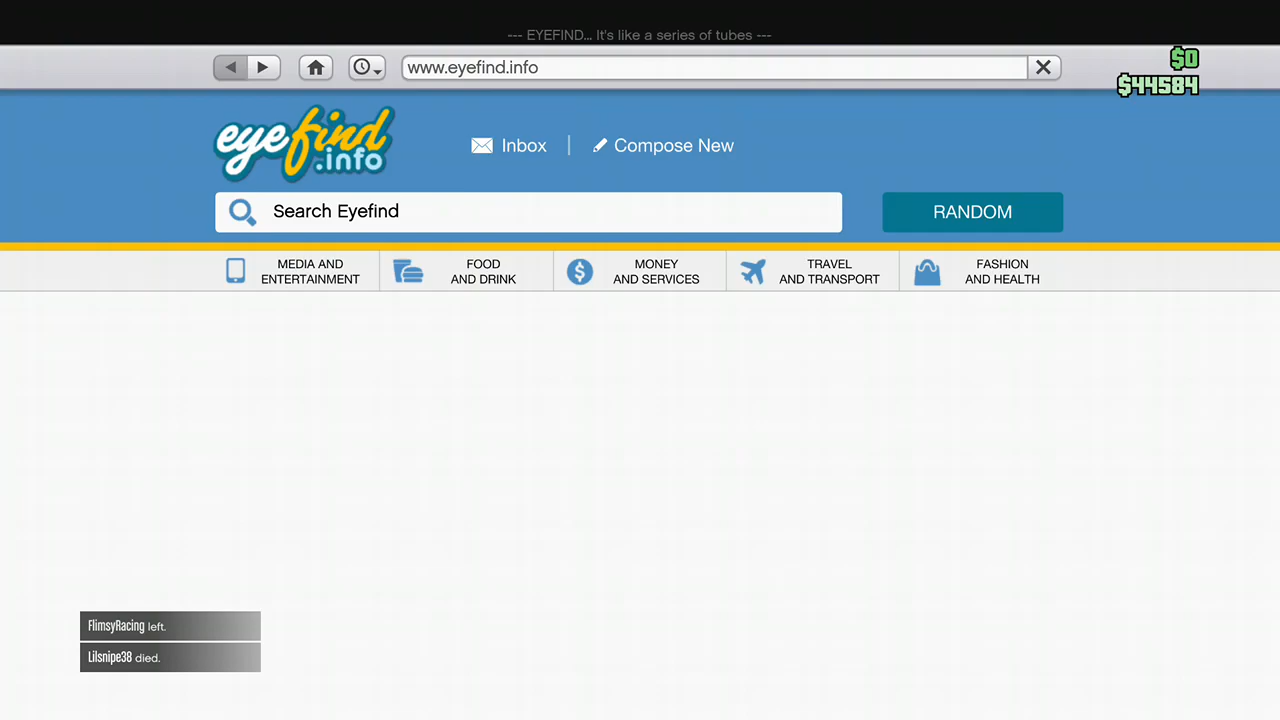 --- EYEFIND... It's like a series of tubes ---
www.eyefind.info
$0
$44584
eyefind
.info
Inbox
Compose New
Search Eyefind
RANDOM
MEDIA AND
ENTERTAINMENT
FOOD
AND DRINK
MONEY
AND SERVICES
TRAVEL
AND TRANSPORT
FASHION
AND HEALTH
FlimsyRacing left.
Lilsnipe38 died.